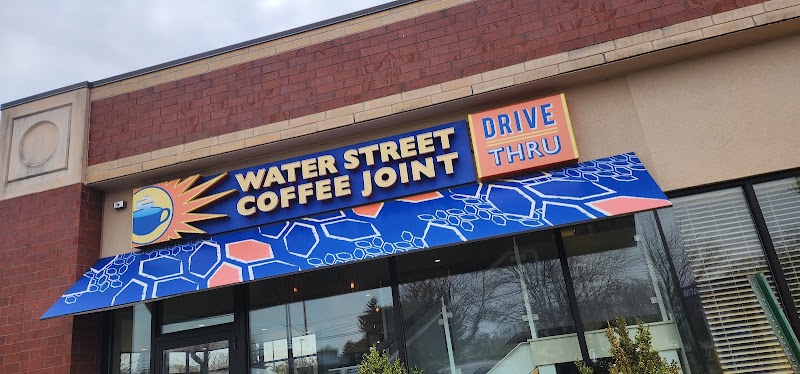 WATER STREET
COFFEE JOINT
DRIVE
THRU